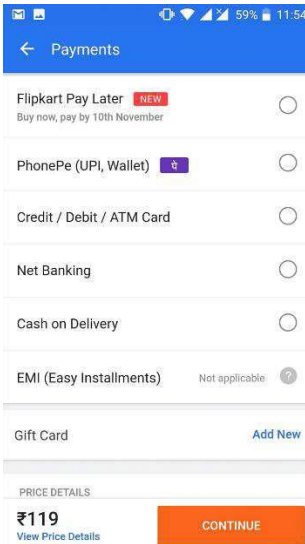 59% 11:54
Payments
Flipkart Pay Later NEW
Buy now, pay by 10th November
PhonePe (UPI, Wallet) पे
Credit / Debit / ATM Card
Net Banking
Cash on Delivery
EMI (Easy Installments) Not applicable ?
Gift Card Add New
PRICE DETAILS
₹119
View Price Details
CONTINUE